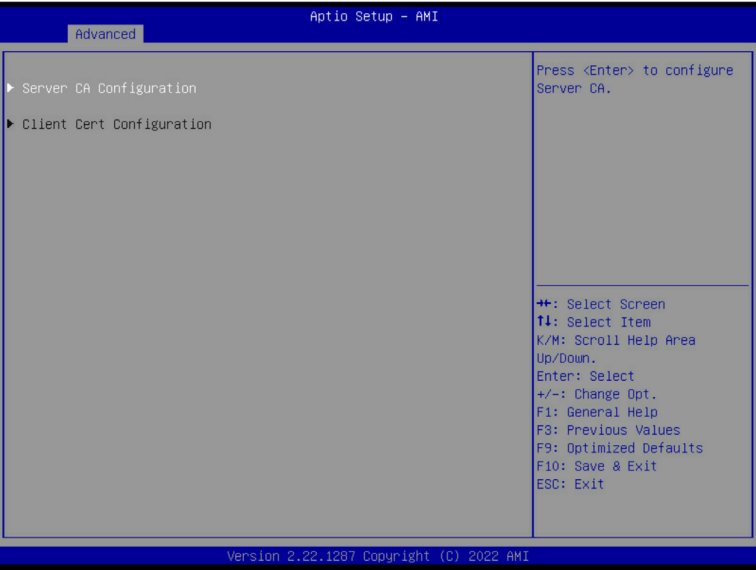 Aptio Setup – AMI
Advanced
▶ Server CA Configuration
▶ Client Cert Configuration
Press <Enter> to configure
Server CA.
→←: Select Screen
↑↓: Select Item
K/M: Scroll Help Area
Up/Down.
Enter: Select
+/-: Change Opt.
F1: General Help
F3: Previous Values
F9: Optimized Defaults
F10: Save & Exit
ESC: Exit
Version 2.22.1287 Copyright (C) 2022 AMI